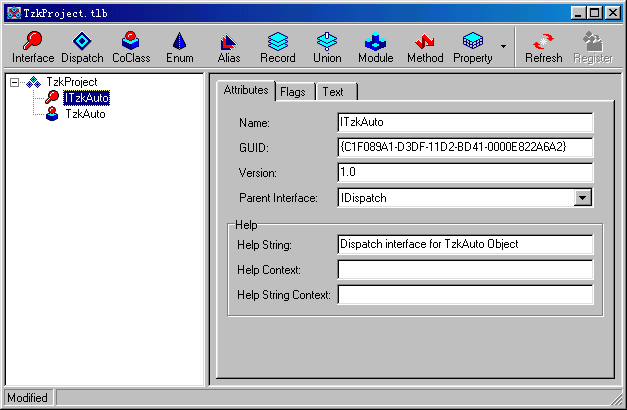 TzkProject.tlb
Interface Dispatch CoClass Enum Alias Record Union Module Method Property Refresh Register
TzkProject
ITzkAuto
TzkAuto
Attributes Flags Text
Name: ITzkAuto
GUID: {C1F089A1-D3DF-11D2-BD41-0000E822A6A2}
Version: 1.0
Parent Interface: IDispatch
Help
Help String: Dispatch interface for TzkAuto Object
Help Context:
Help String Context:
Modified